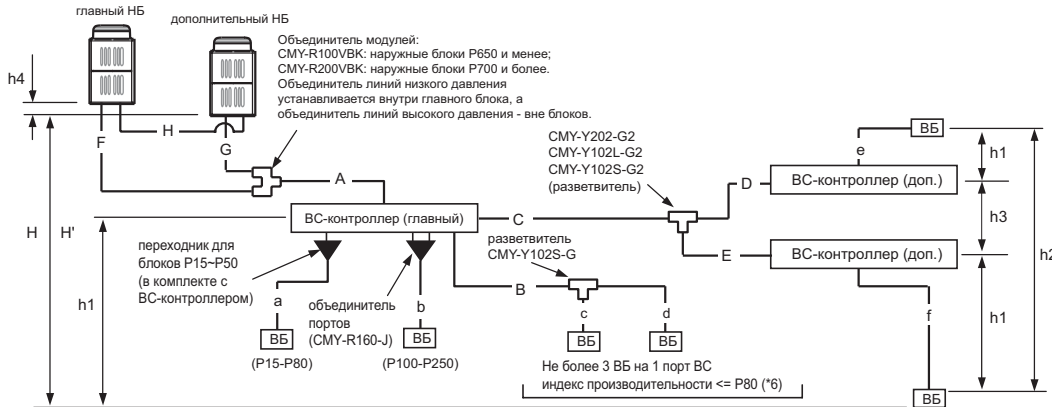 главный НБ
дополнительный НБ
Объединитель модулей:
CMY-R100VBK: наружные блоки P650 и менее;
CMY-R200VBK: наружные блоки P700 и более.
Объединитель линий низкого давления
устанавливается внутри главного блока, а
объединитель линий высокого давления - вне блоков.
h4
F
H
G
A
CMY-Y202-G2
CMY-Y102L-G2
CMY-Y102S-G2
(разветвитель)
ВБ
e
h1
D
ВС-контроллер (доп.)
h3
h2
ВС-контроллер (главный)
C
E
ВС-контроллер (доп.)
H
H'
h1
переходник для
блоков P15~P50
(в комплекте с
ВС-контроллером)
a
ВБ
(P15-P80)
объединитель
портов
(CMY-R160-J)
b
ВБ
(P100-P250)
разветвитель
CMY-Y102S-G
B
c
d
ВБ
ВБ
Не более 3 ВБ на 1 порт ВС
индекс производительности <= P80 (*6)
f
h1
ВБ